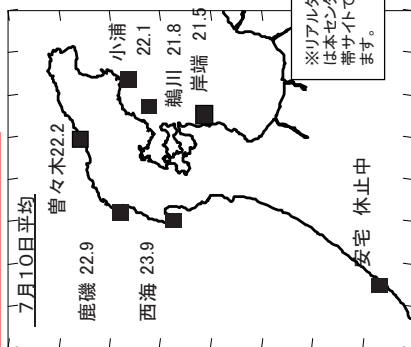 7月10日平均
曽々木22.2
小浦
22.1
鹿磯 22.9
鵜川 21.8
西海 23.9
岸端 21.5
安宅 休止中
※リアルタ
は本センタ
帯サイトで
ます。